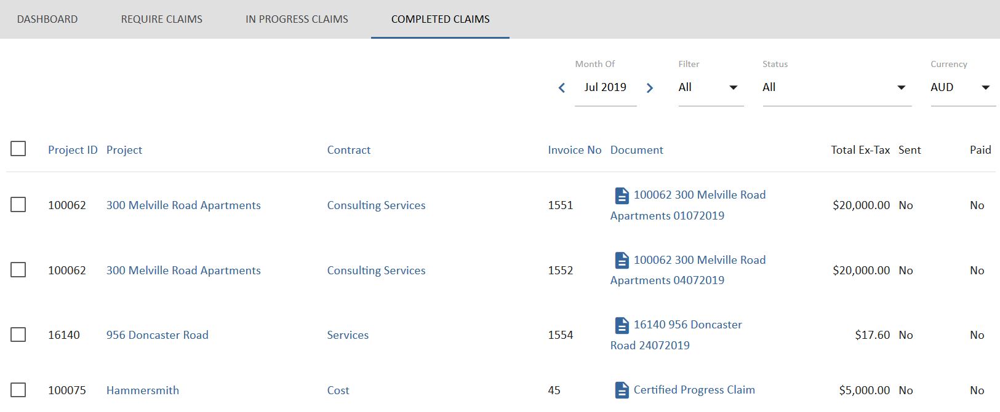 DASHBOARD REQUIRE CLAIMS IN PROGRESS CLAIMS COMPLETED CLAIMS
Month Of Filter Status Currency
Jul 2019 All All AUD
Project ID Project Contract Invoice No Document Total Ex-Tax Sent Paid
100062 300 Melville Road Apartments Consulting Services 1551 100062 300 Melville Road $20,000.00 No No
Apartments 01072019
100062 300 Melville Road Apartments Consulting Services 1552 100062 300 Melville Road $20,000.00 No No
Apartments 04072019
16140 956 Doncaster Road Services 1554 16140 956 Doncaster $17.60 No No
Road 24072019
100075 Hammersmith Cost 45 Certified Progress Claim $5,000.00 No No